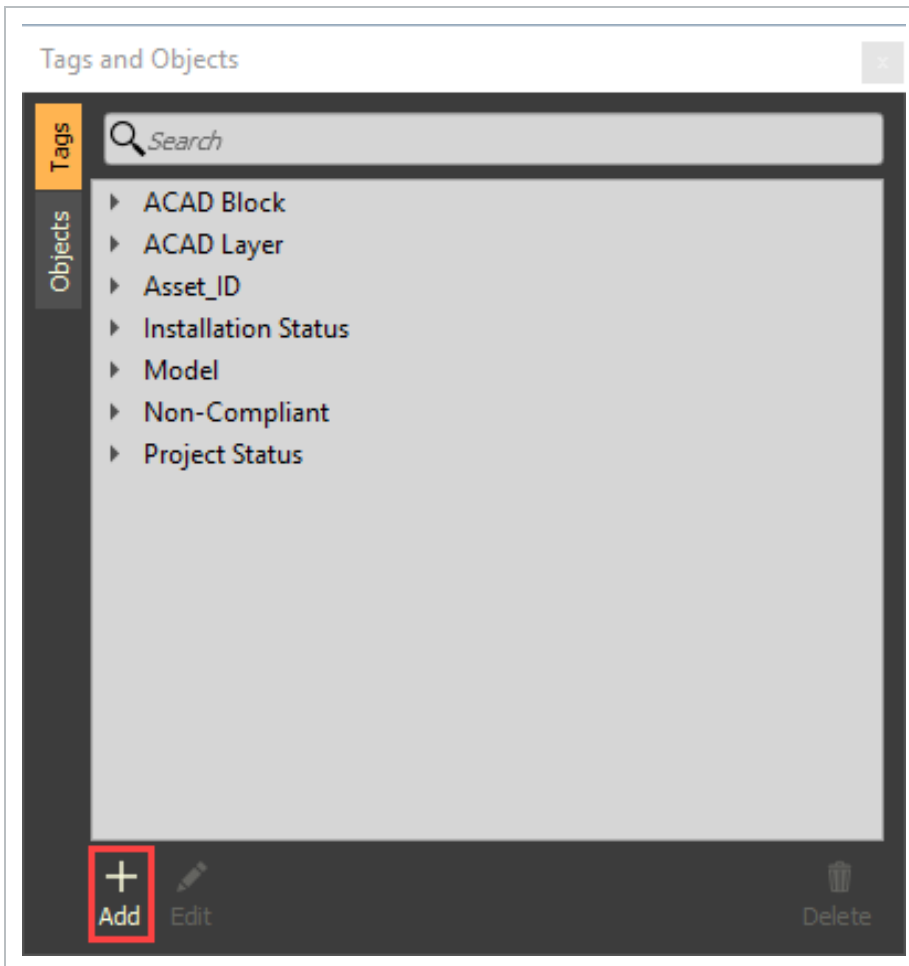 Tags and Objects
x
Tags
Objects
Search
ACAD Block
ACAD Layer
Asset_ID
Installation Status
Model
Non-Compliant
Project Status
Add
Edit
Delete